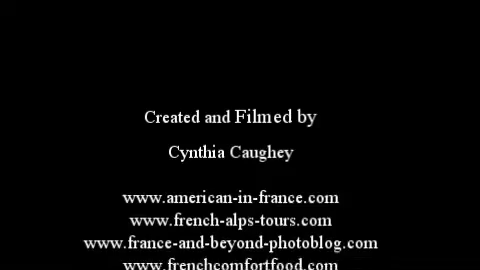 Created and Filmed by
Cynthia Caughey
www.american-in-france.com
www.french-alps-tours.com
www.france-and-beyond-photoblog.com
www.frenchcomfortfood.com